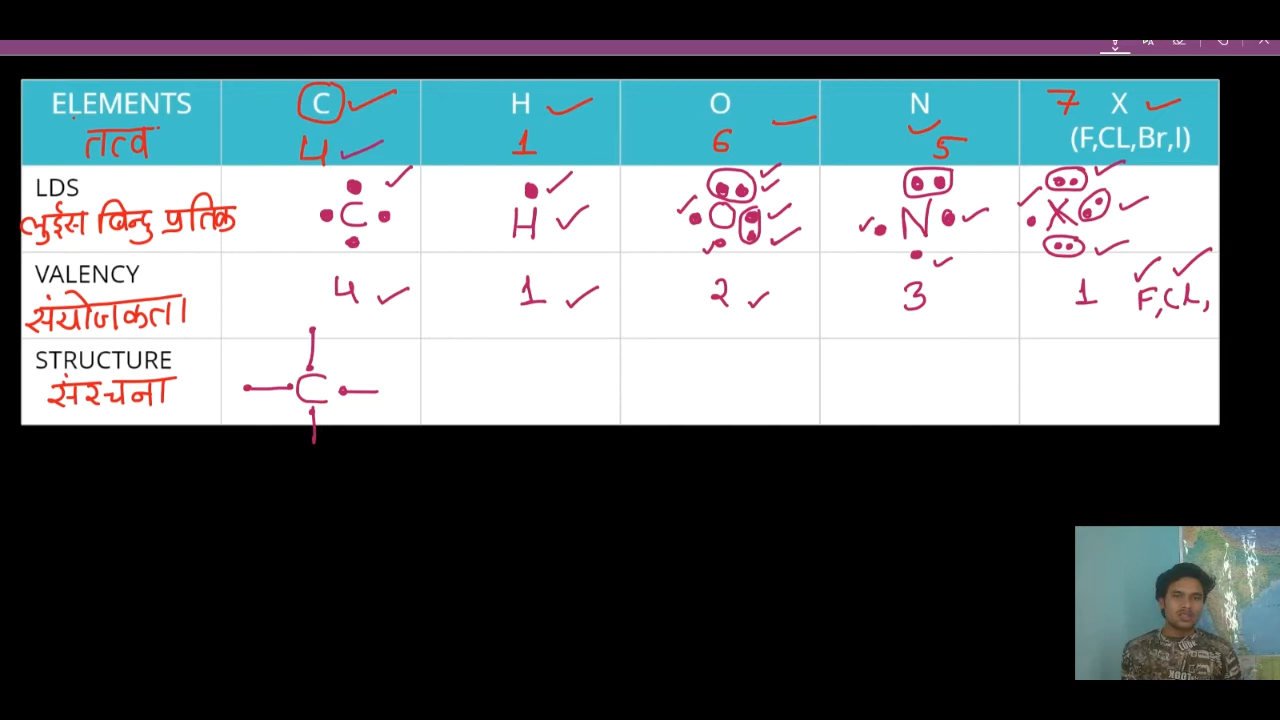 ELEMENTS C H O N 7 X
तत्व 4 1 6 5 (F,CL,Br,I)
LDS
लुईस बिन्दु प्रतिक C H O N X
VALENCY
संयोजकता 4 1 2 3 1 F,CL,
STRUCTURE
संरचना C